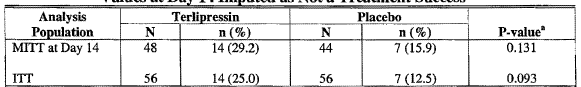 Values at Day 14 Imputed as Not a Treatment Success
Analysis Population Terlipressin Placebo P-value^a
N n (%) N n (%)
MITT at Day 14 48 14 (29.2) 44 7 (15.9) 0.131
ITT 56 14 (25.0) 56 7 (12.5) 0.093